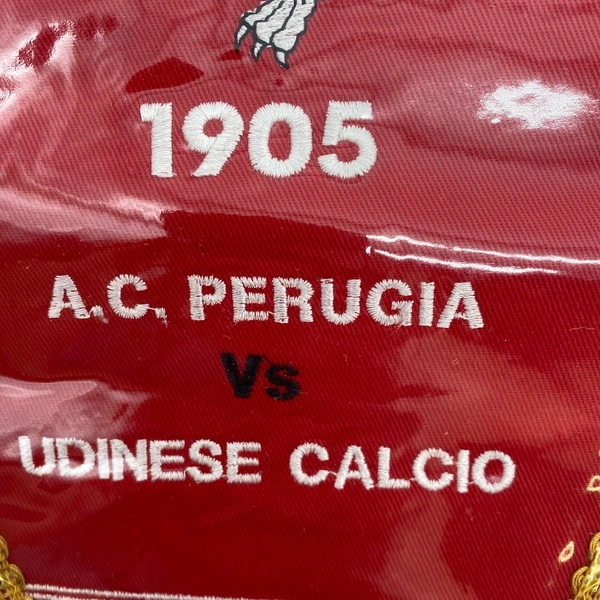 1905
A.C. PERUGIA
Vs
UDINESE CALCIO